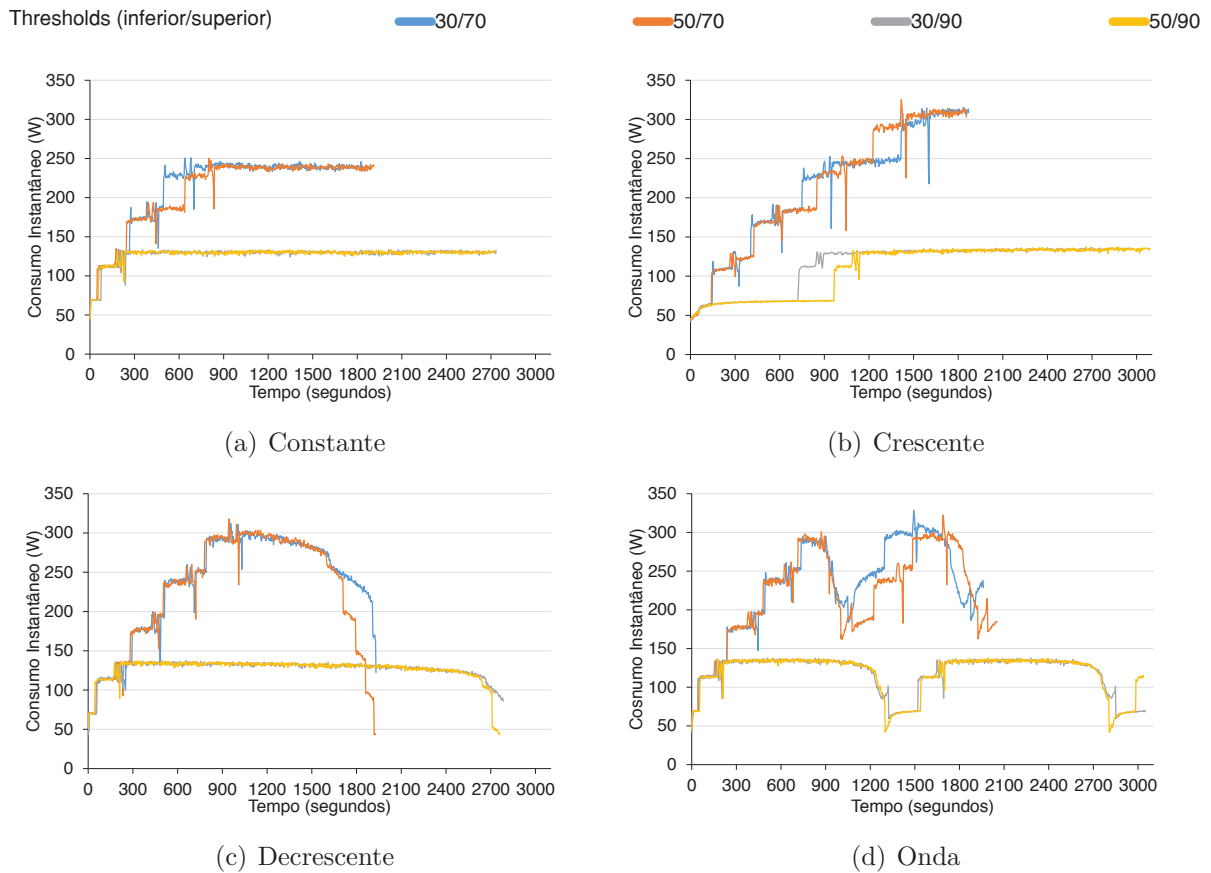 Thresholds (inferior/superior) 30/70 50/70 30/90 50/90
Consumo Instantâneo (W)
350
300
250
200
150
100
50
0
0 300 600 900 1200 1500 1800 2100 2400 2700 3000
Tempo (segundos)
(a) Constante
Consumo Instantâneo (W)
350
300
250
200
150
100
50
0
0 300 600 900 1200 1500 1800 2100 2400 2700 3000
Tempo (segundos)
(b) Crescente
Consumo Instantâneo (W)
350
300
250
200
150
100
50
0
0 300 600 900 1200 1500 1800 2100 2400 2700 3000
Tempo (segundos)
(c) Decrescente
Cosnumo Instantâneo (W)
350
300
250
200
150
100
50
0
0 300 600 900 1200 1500 1800 2100 2400 2700 3000
Tempo (segundos)
(d) Onda